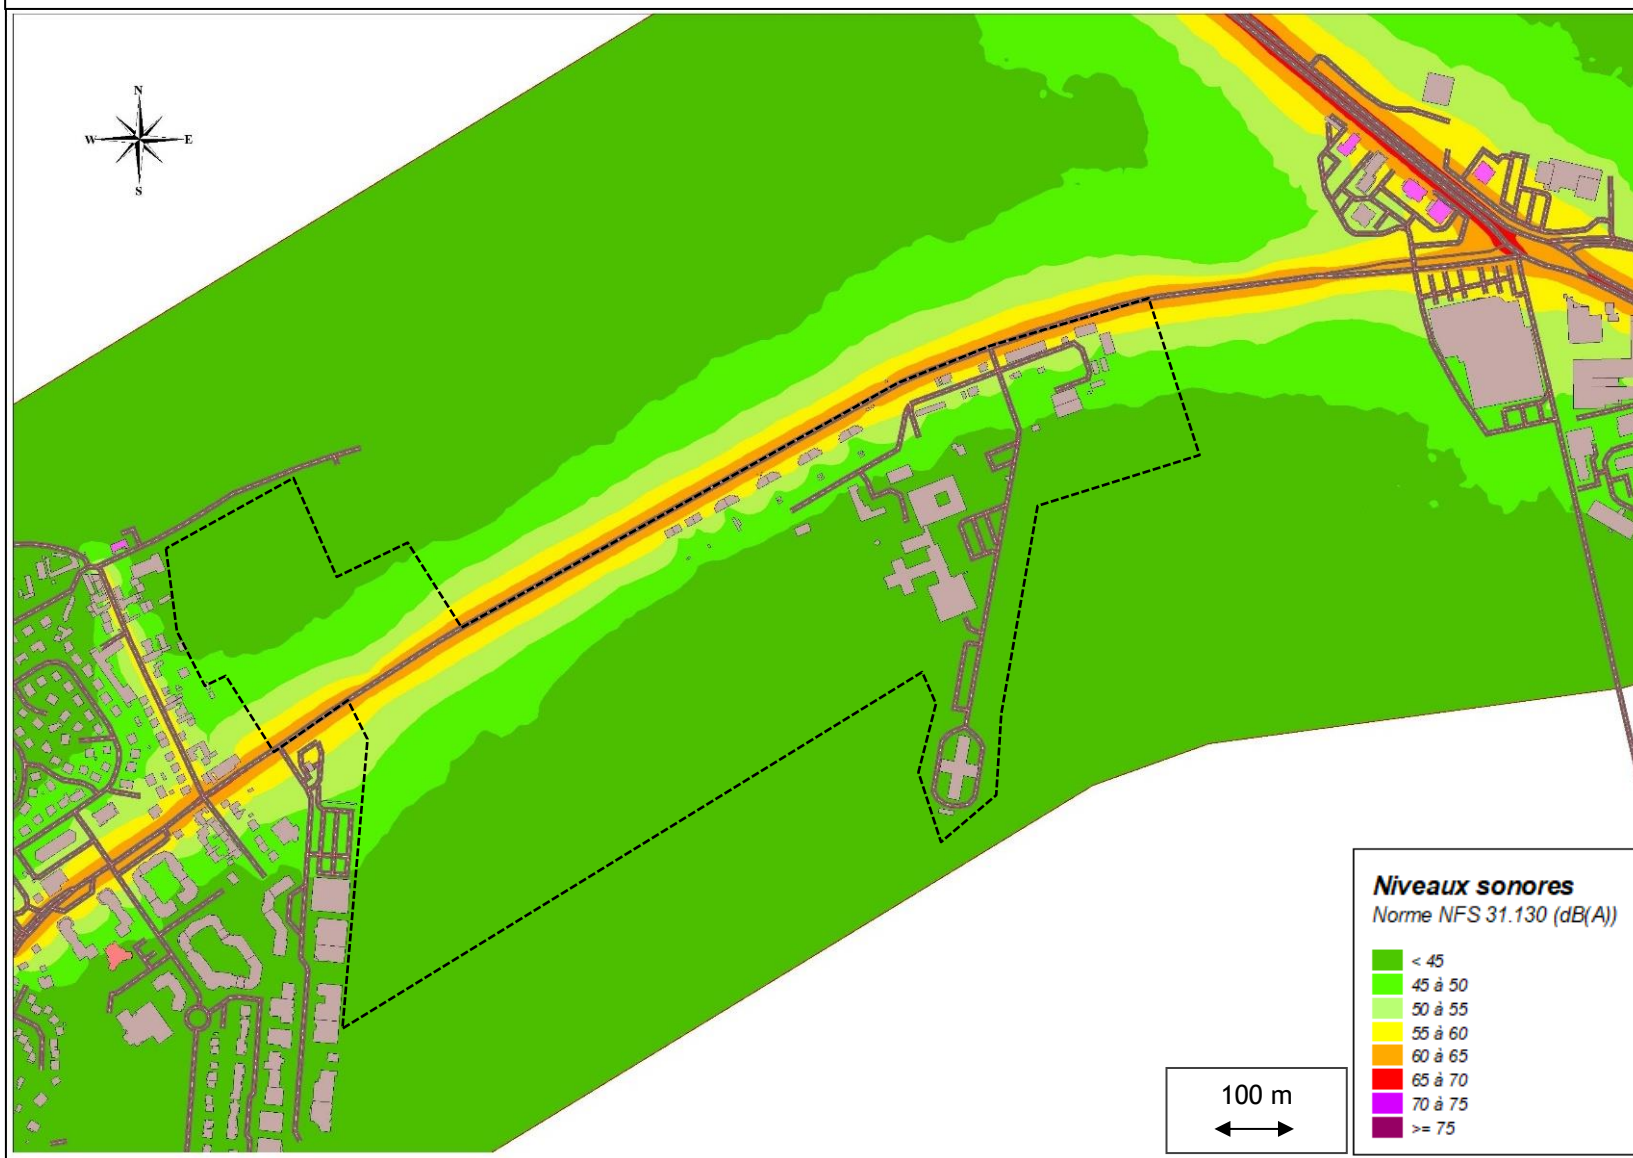 N
W E
S
Niveaux sonores
Norme NFS 31.130 (dB(A))
< 45
45 à 50
50 à 55
55 à 60
60 à 65
65 à 70
70 à 75
>= 75
100 m